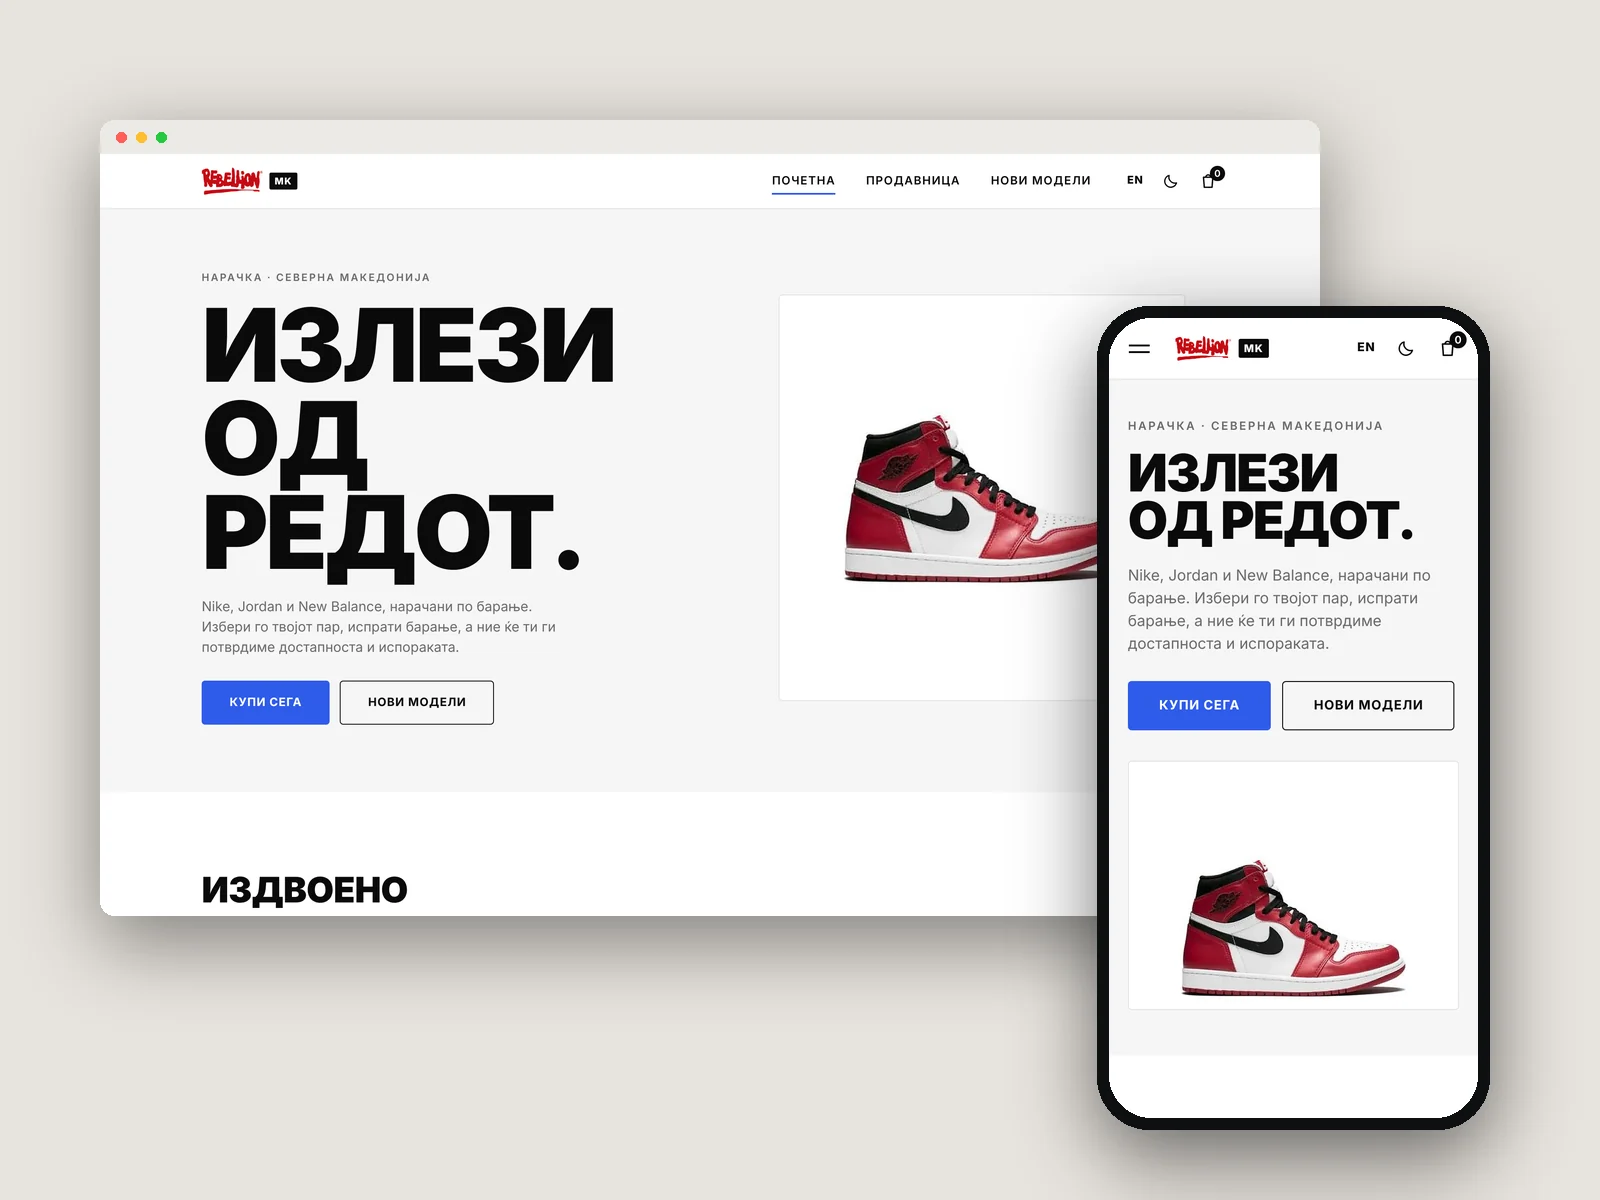 REBELLION MK
ПОЧЕТНА ПРОДАВНИЦА НОВИ МОДЕЛИ EN 0
НАРАЧКА · СЕВЕРНА МАКЕДОНИЈА
ИЗЛЕЗИ
ОД
РЕДОТ.
Nike, Jordan и New Balance, нарачани по барање.
Избери го твојот пар, испрати барање, а ние ќе ти ги
потврдиме достапноста и испораката.
КУПИ СЕГА НОВИ МОДЕЛИ
ИЗДВОЕНО
REBELLION MK EN 0
НАРАЧКА · СЕВЕРНА МАКЕДОНИЈА
ИЗЛЕЗИ
ОД РЕДОТ.
Nike, Jordan и New Balance, нарачани по
барање. Избери го твојот пар, испрати
барање, а ние ќе ти ги потврдиме
достапноста и испораката.
КУПИ СЕГА НОВИ МОДЕЛИ